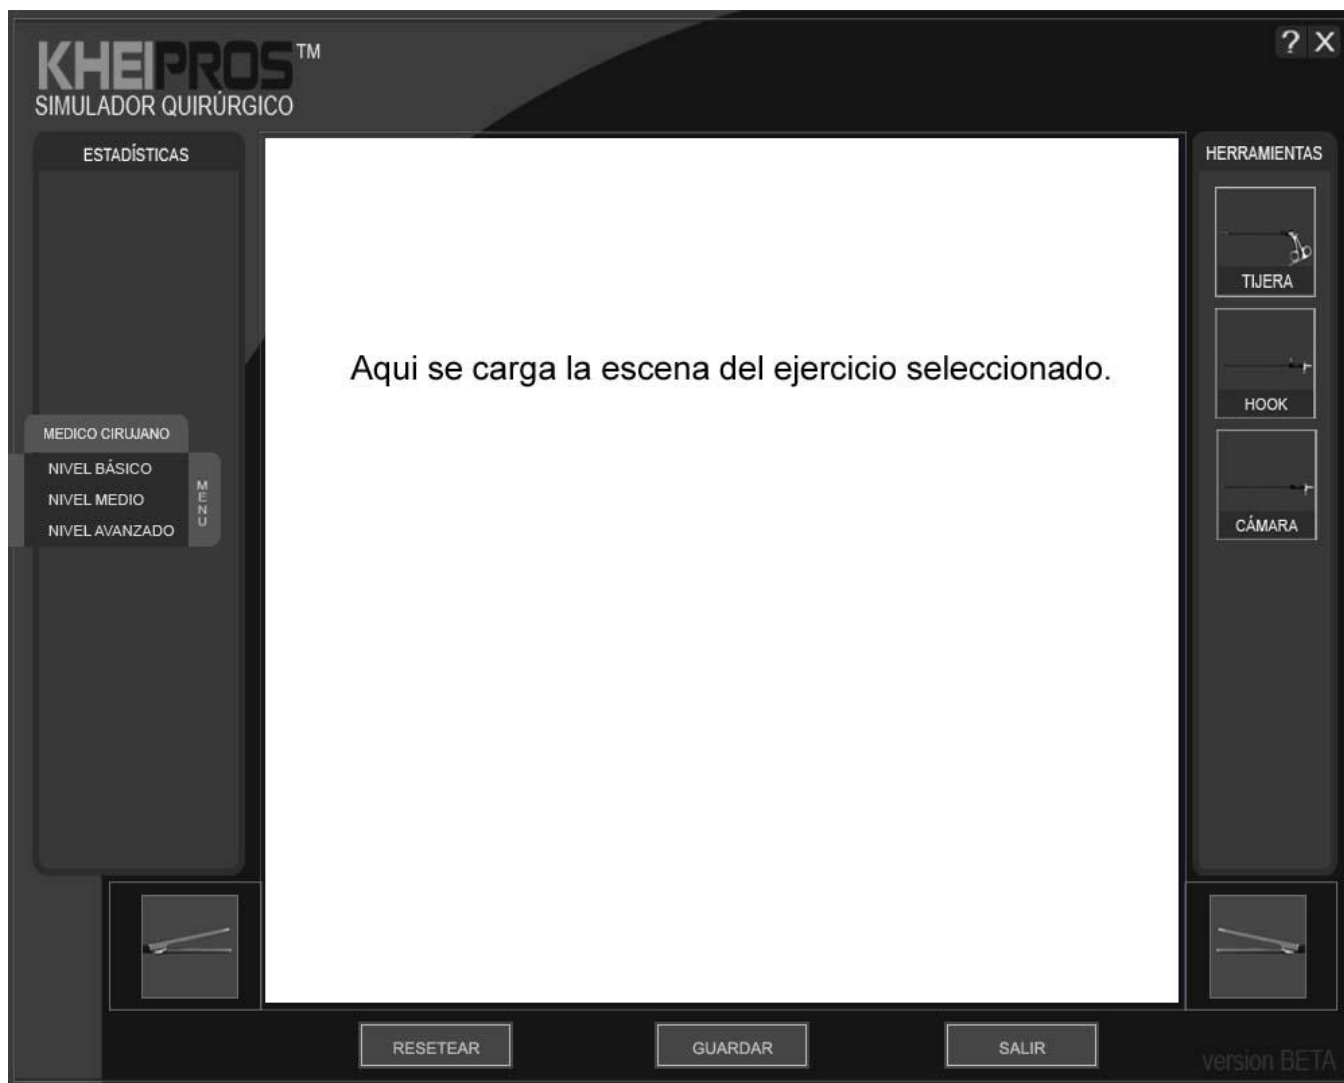 KHEIPROS™
SIMULADOR QUIRÚRGICO
? X
ESTADÍSTICAS
MEDICO CIRUJANO
NIVEL BÁSICO
NIVEL MEDIO
NIVEL AVANZADO
MENU
Aqui se carga la escena del ejercicio seleccionado.
HERRAMIENTAS
TIJERA
HOOK
CÁMARA
RESETEAR
GUARDAR
SALIR
version BETA